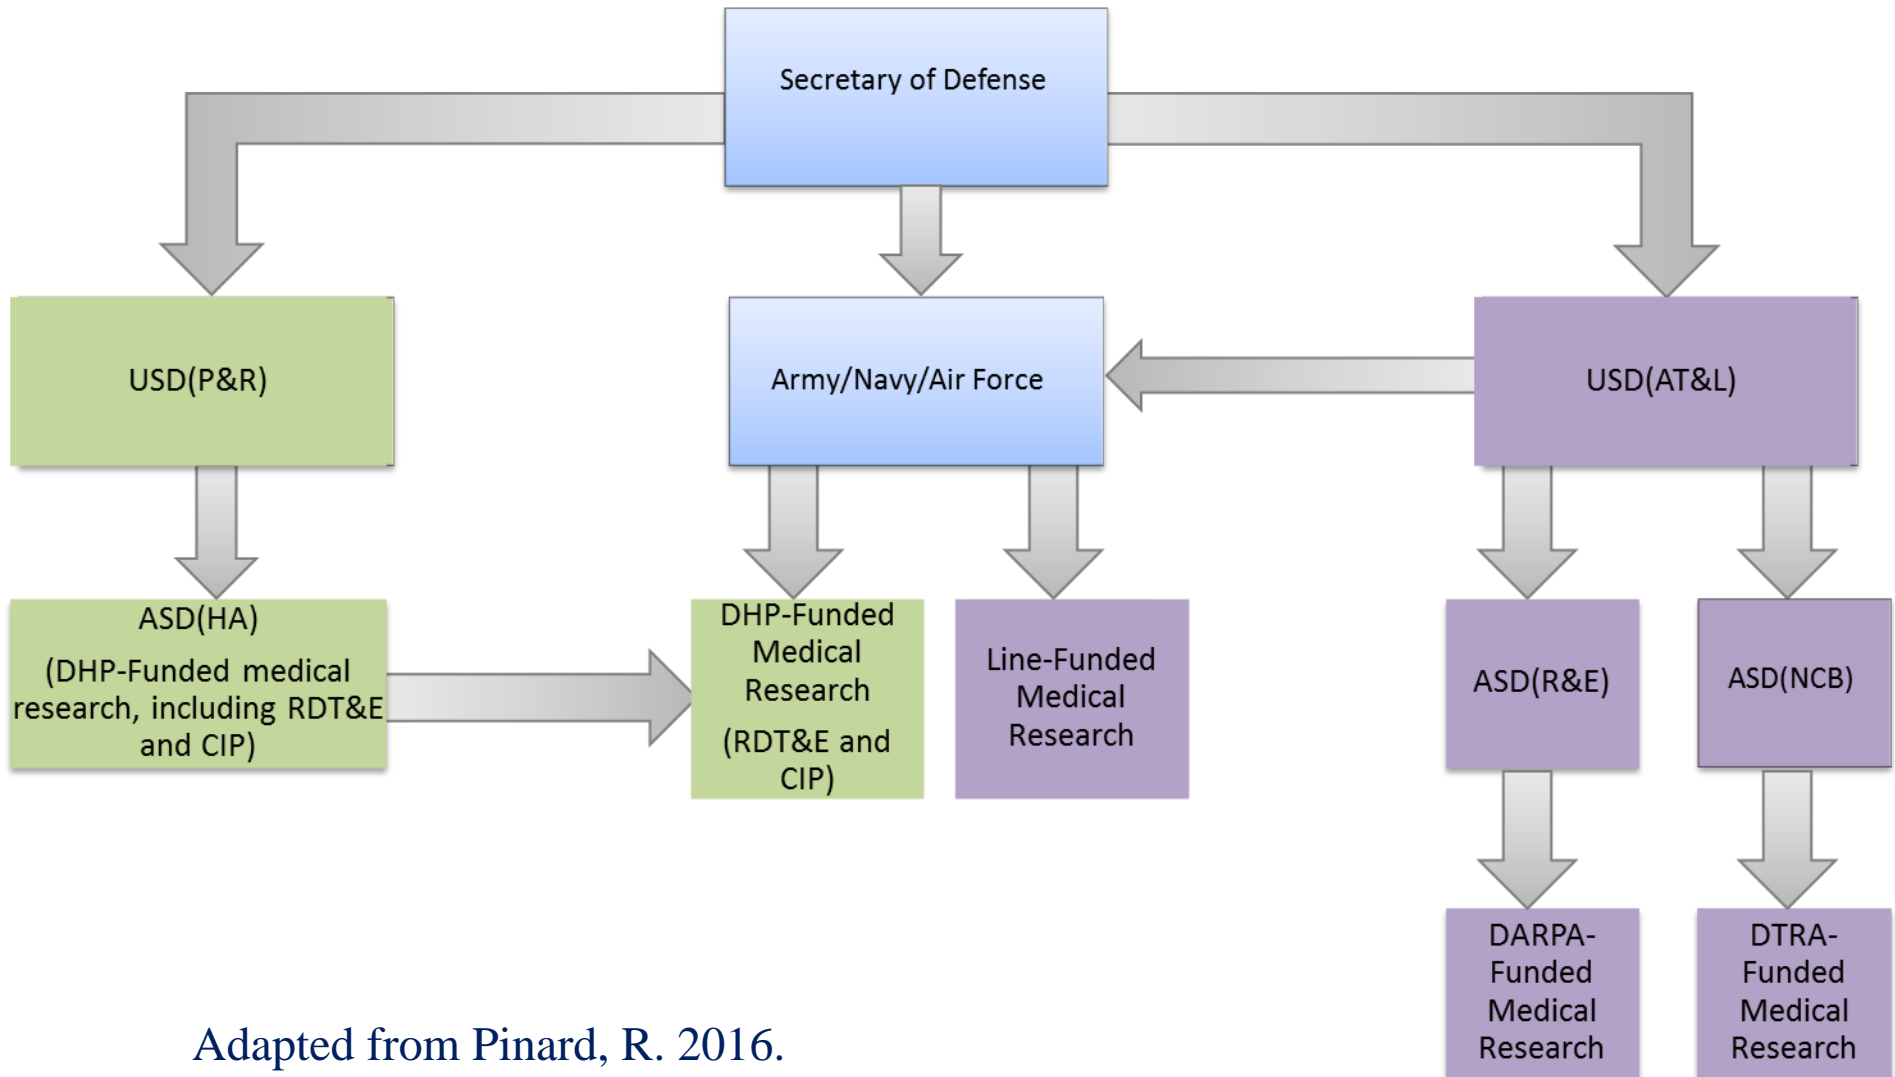 Secretary of Defense
USD(P&R)
Army/Navy/Air Force
USD(AT&L)
ASD(HA)
(DHP-Funded medical
research, including RDT&E
and CIP)
DHP-Funded
Medical
Research
(RDT&E and
CIP)
Line-Funded
Medical
Research
ASD(R&E)
ASD(NCB)
DARPA-
Funded
Medical
Research
DTRA-
Funded
Medical
Research
Adapted from Pinard, R. 2016.